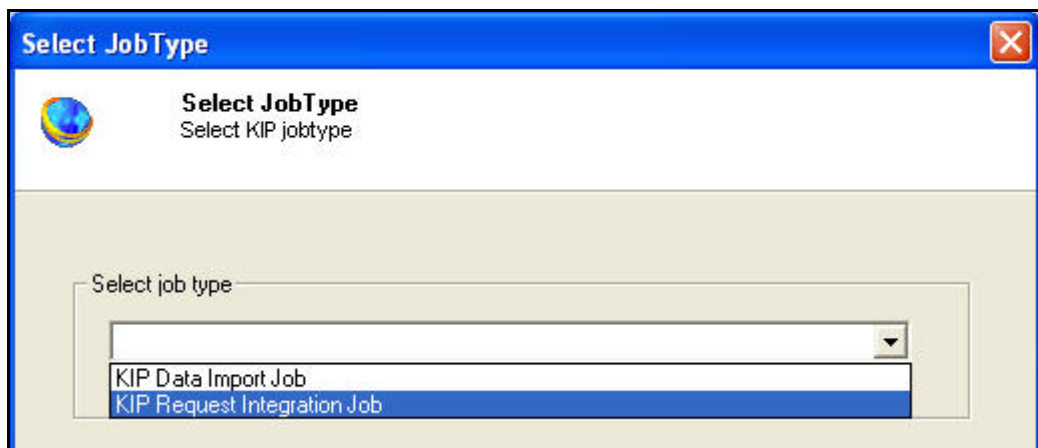 Select JobType
Select JobType
Select KIP jobtype
Select job type
KIP Data Import Job
KIP Request Integration Job